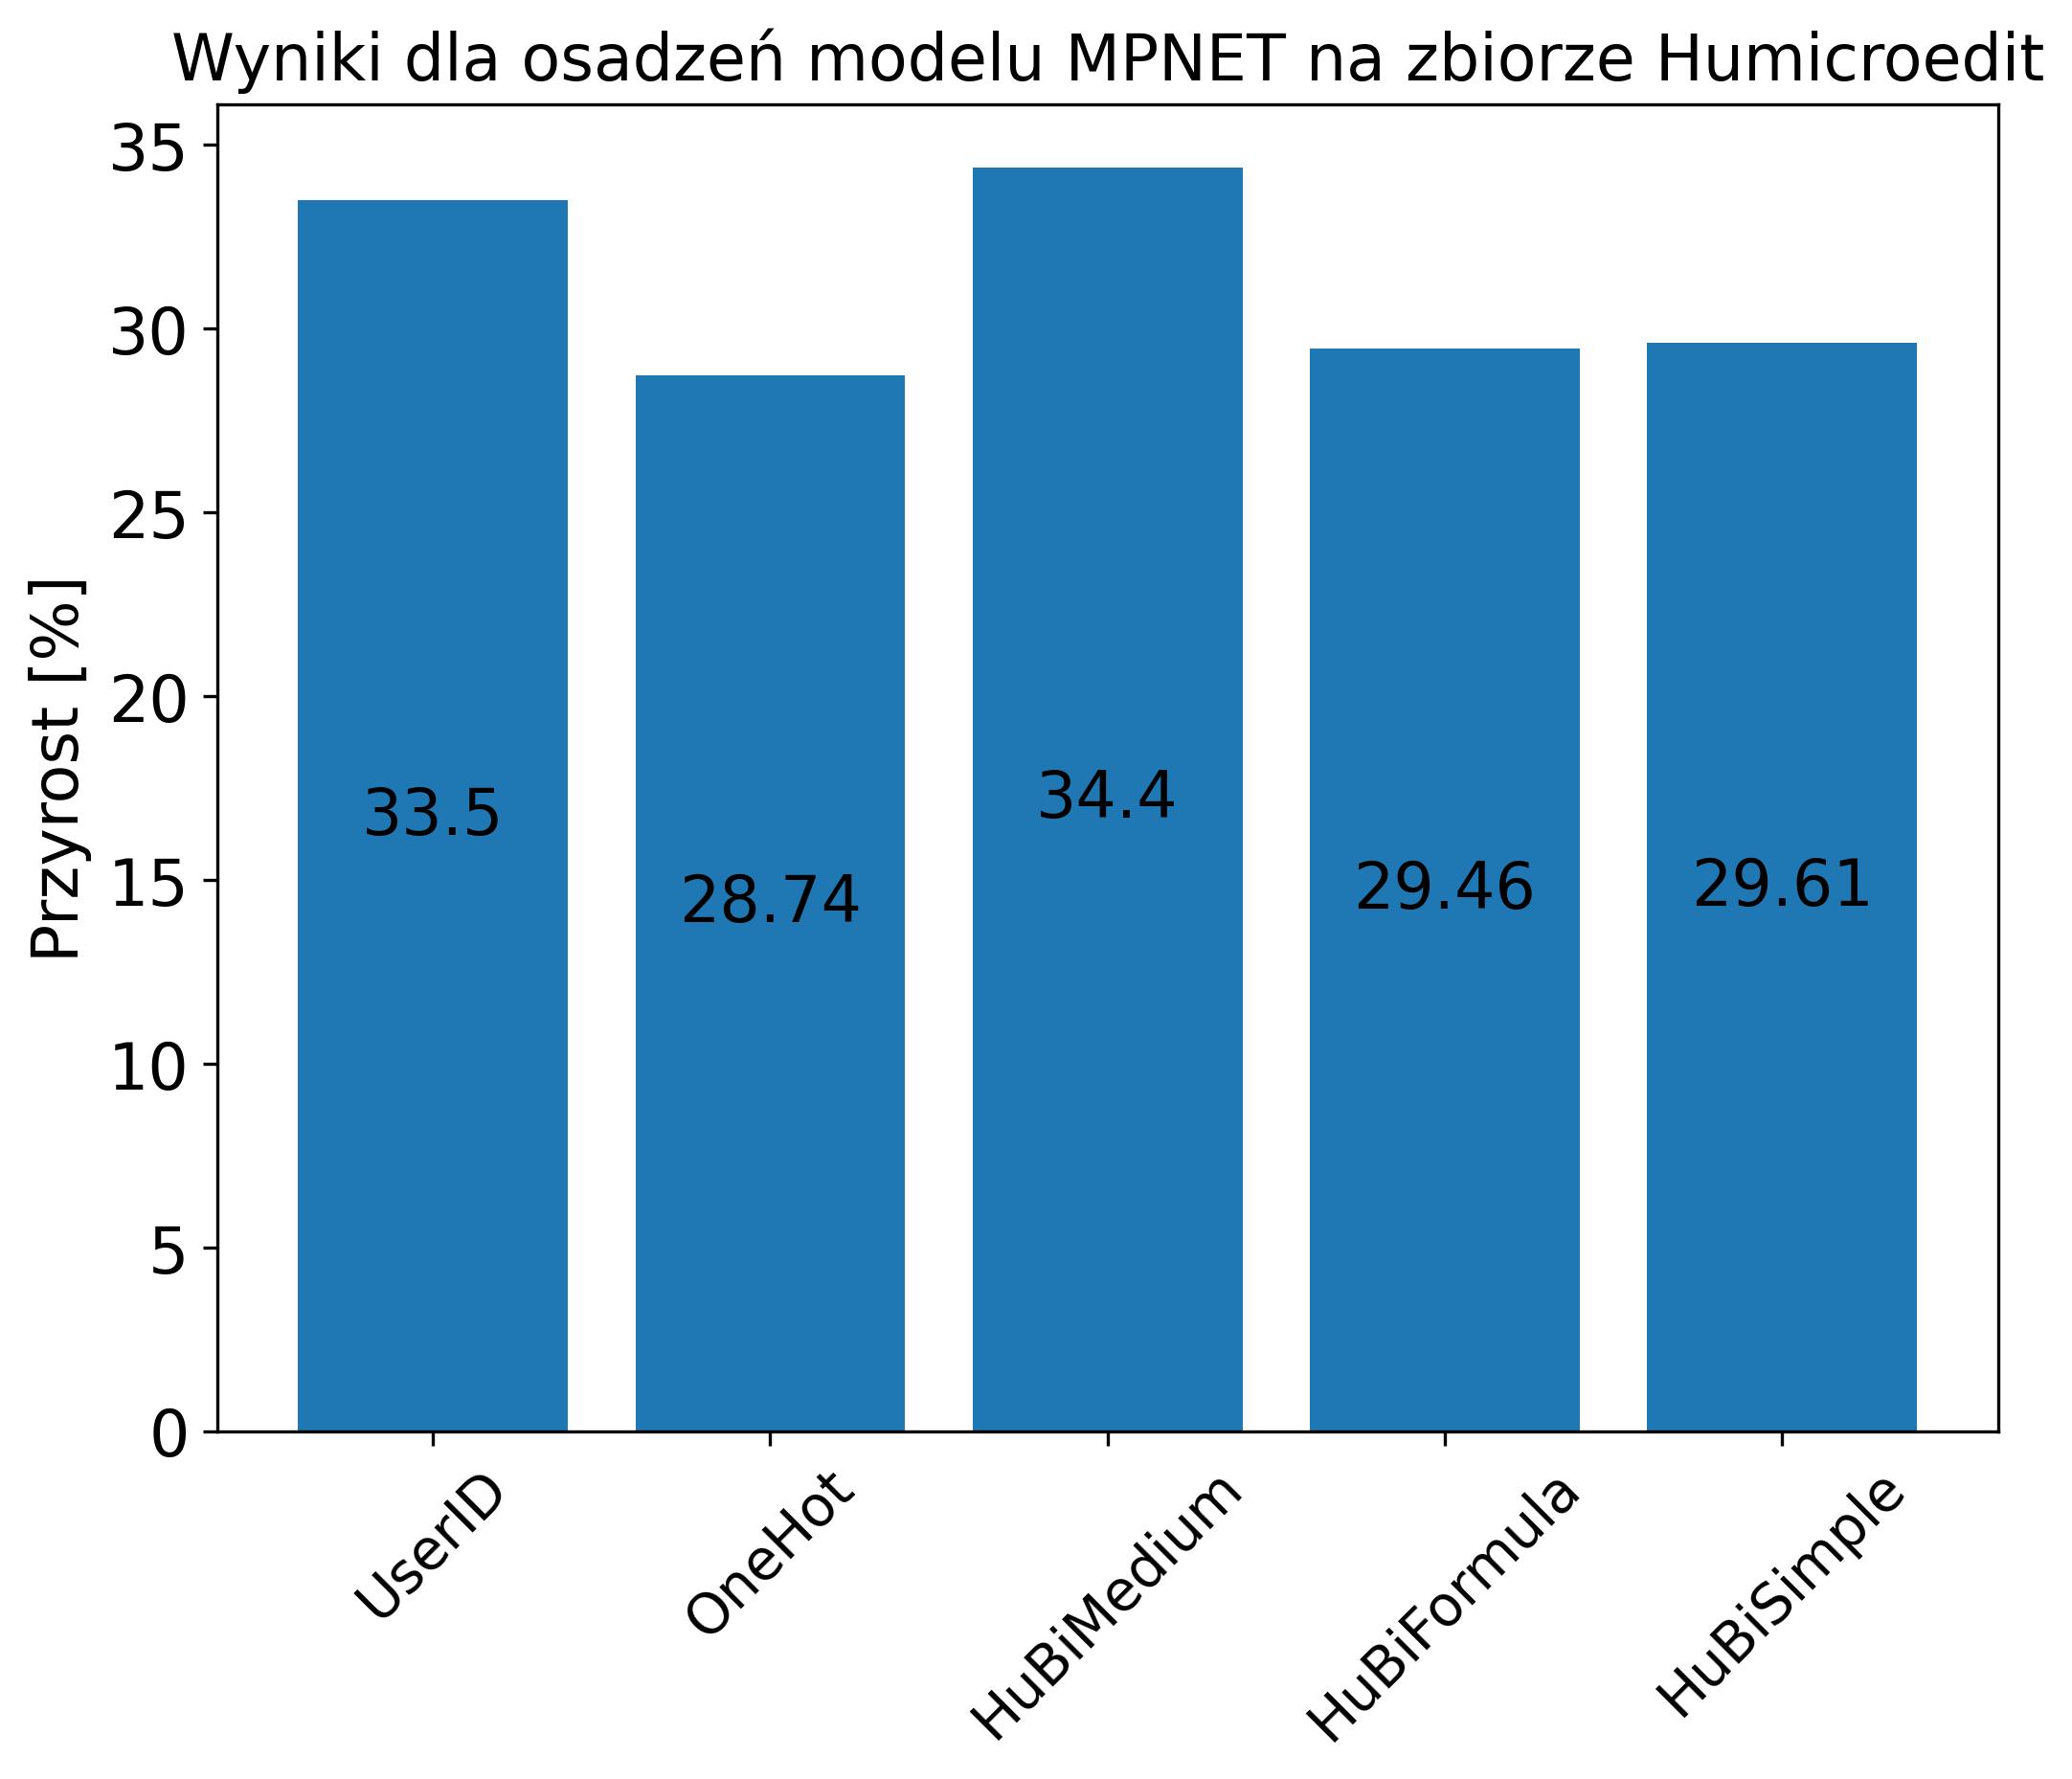 Wyniki dla osadzeń modelu MPNET na zbiorze Humicroedit
Przyrost [%]
35
30
25
20
15
10
5
0
33.5
28.74
34.4
29.46
29.61
UserID
OneHot
HuBiMedium
HuBiFormula
HuBiSimple